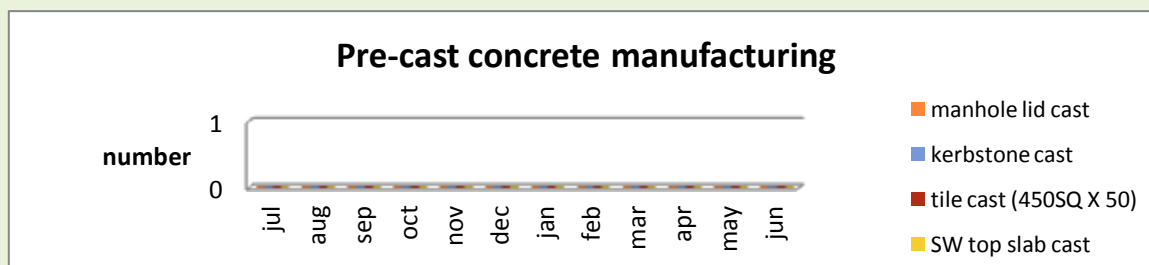 Pre-cast concrete manufacturing
1
number
0
jul aug sep oct nov dec jan feb mar apr may jun
manhole lid cast
kerbstone cast
tile cast (450SQ X 50)
SW top slab cast